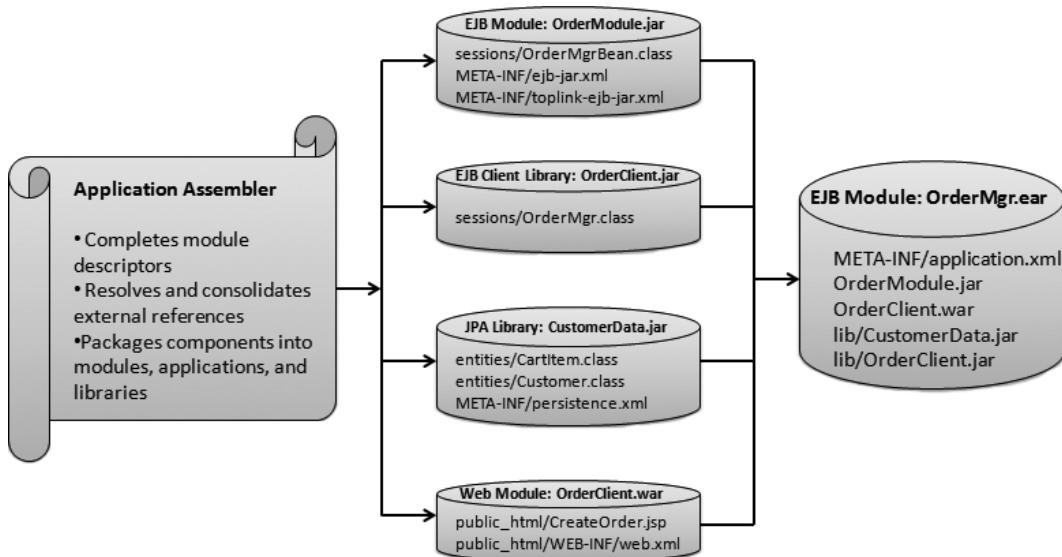 Application Assembler
• Completes module
descriptors
• Resolves and consolidates
external references
•Packages components into
modules, applications, and
libraries
EJB Module: OrderModule.jar
sessions/OrderMgrBean.class
META-INF/ejb-jar.xml
META-INF/toplink-ejb-jar.xml
EJB Client Library: OrderClient.jar
sessions/OrderMgr.class
JPA Library: CustomerData.jar
entities/CartItem.class
entities/Customer.class
META-INF/persistence.xml
Web Module: OrderClient.war
public_html/CreateOrder.jsp
public_html/WEB-INF/web.xml
EJB Module: OrderMgr.ear
META-INF/application.xml
OrderModule.jar
OrderClient.war
lib/CustomerData.jar
lib/OrderClient.jar